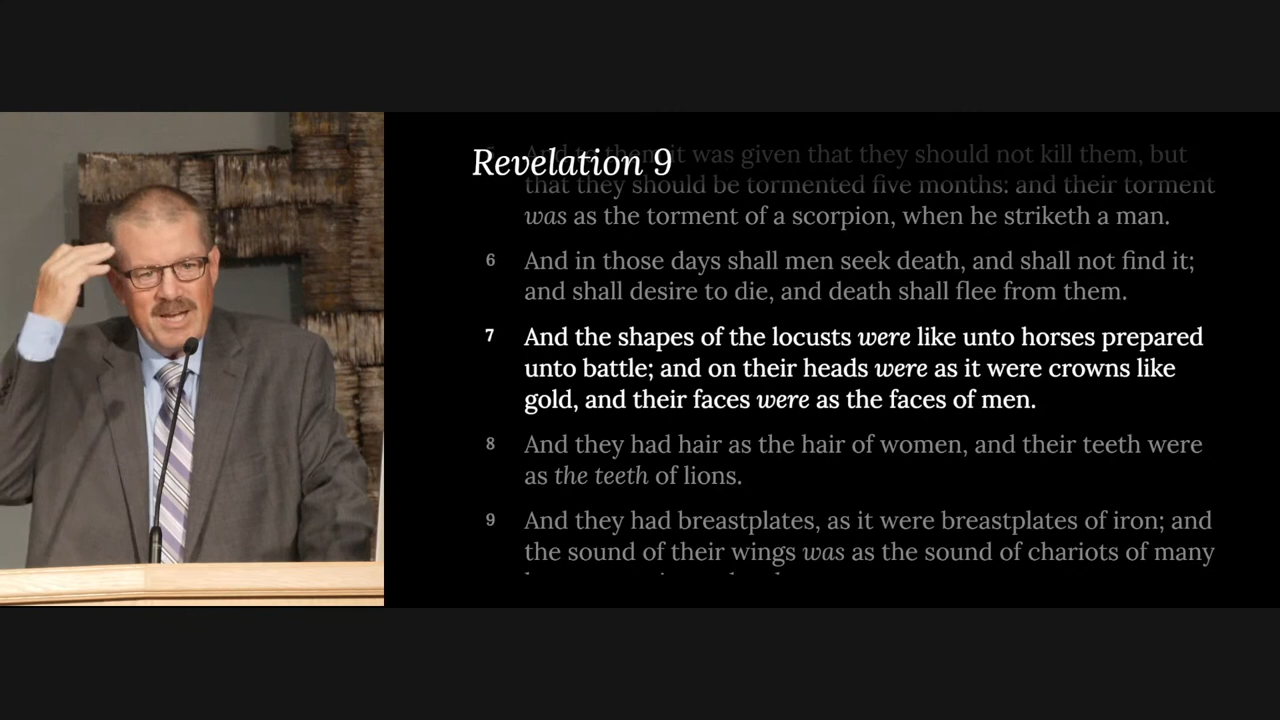 Revelation 9
And to them it was given that they should not kill them, but
that they should be tormented five months: and their torment
was as the torment of a scorpion, when he striketh a man.
6 And in those days shall men seek death, and shall not find it;
and shall desire to die, and death shall flee from them.
7 And the shapes of the locusts were like unto horses prepared
unto battle; and on their heads were as it were crowns like
gold, and their faces were as the faces of men.
8 And they had hair as the hair of women, and their teeth were
as the teeth of lions.
9 And they had breastplates, as it were breastplates of iron; and
the sound of their wings was as the sound of chariots of many